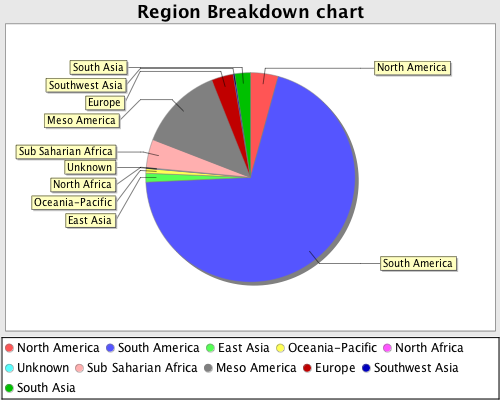 Region Breakdown chart
South Asia
North America
Southwest Asia
Europe
Meso America
Sub Saharian Africa
Unknown
North Africa
Oceania-Pacific
East Asia
South America
North America South America East Asia Oceania-Pacific North Africa
Unknown Sub Saharian Africa Meso America Europe Southwest Asia
South Asia